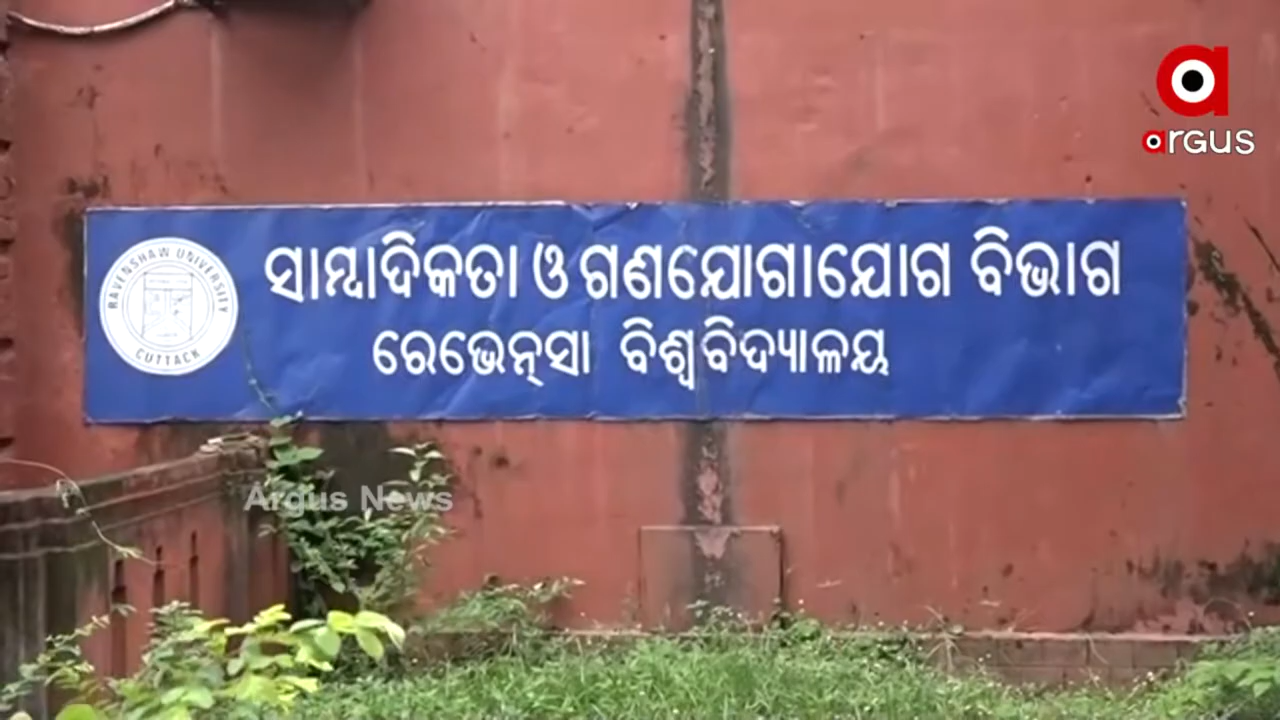 argus
RAVENSHAW UNIVERSITY
CUTTACK
ସାମ୍ବାଦିକତା ଓ ଗଣଯୋଗାଯୋଗ ବିଭାଗ
ରେଭେନ୍ସା ବିଶ୍ୱବିଦ୍ୟାଳୟ
Argus News